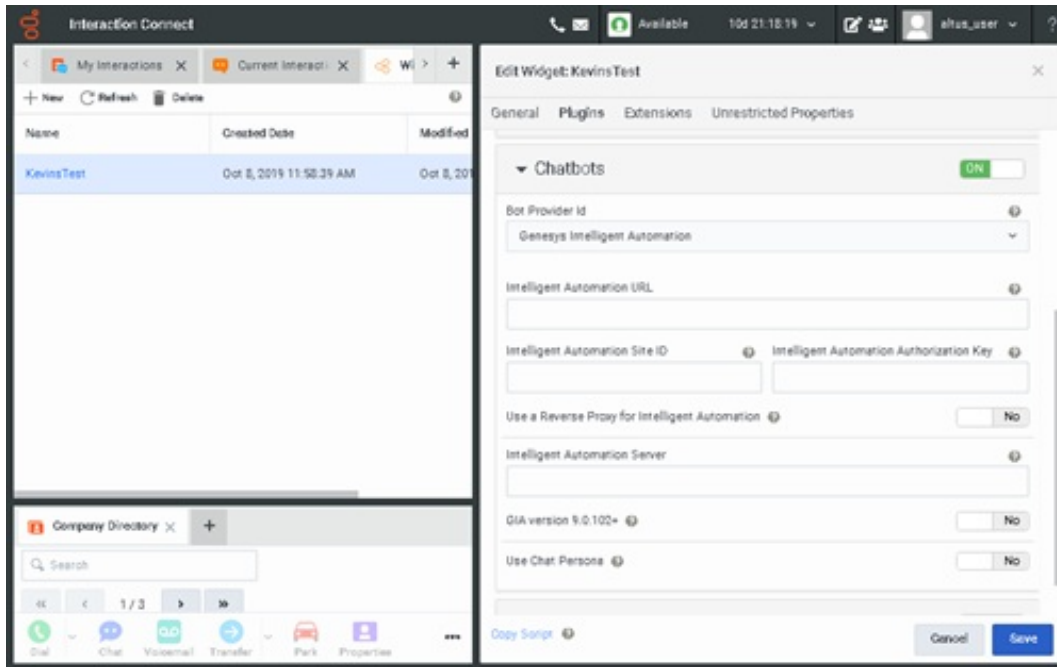 Interaction Connect
Available
10d 21:18:19
altus_user
?
My Interactions X
Current Interacti X
Wi
+
+ New
Refresh
Delete
Name
Created Date
Modified
KevinsTest
Oct 8, 2019 11:58:39 AM
Oct 8, 201
Company Directory X
+
Search
1 / 3
Dial
Chat
Voicemail
Transfer
Park
Properties
Edit Widget: KevinsTest
General
Plugins
Extensions
Unrestricted Properties
Chatbots
ON
Bot Provider Id
Genesys Intelligent Automation
Intelligent Automation URL
Intelligent Automation Site ID
Intelligent Automation Authorization Key
Use a Reverse Proxy for Intelligent Automation
No
Intelligent Automation Server
GIA version 9.0.102+
No
Use Chat Persona
No
Copy Script
Cancel
Save